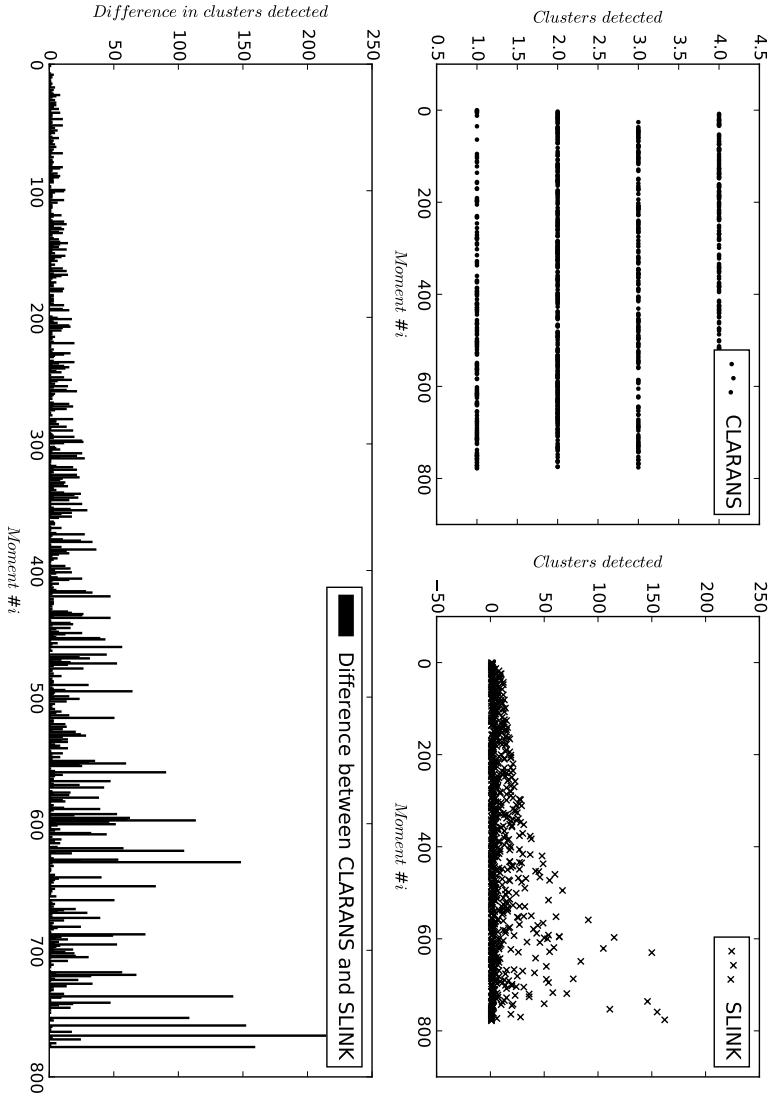 Clusters detected
4.5
4.0
3.5
3.0
2.5
2.0
1.5
1.0
0.5
CLARANS
0 200 400 600 800
Moment #i
Clusters detected
250
200
150
100
50
0
−50
SLINK
0 200 400 600 800
Moment #i
Difference in clusters detected
250
200
150
100
50
0
Difference between CLARANS and SLINK
0 100 200 300 400 500 600 700 800
Moment #i